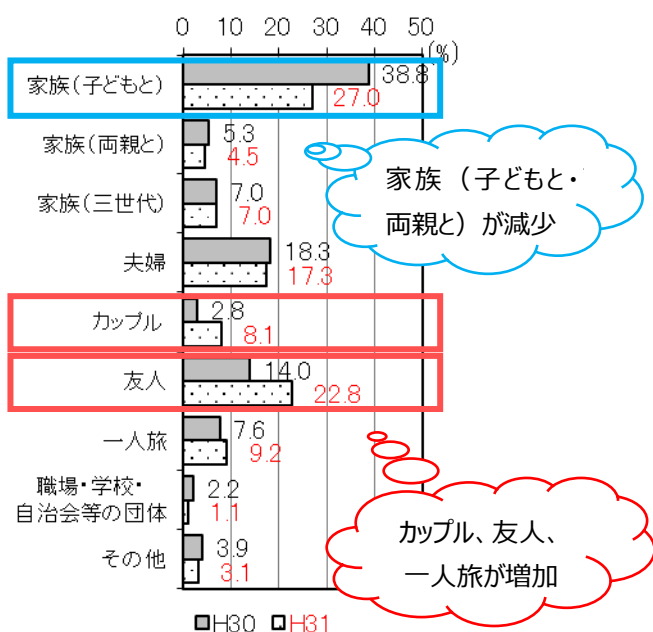 0 10 20 30 40 50
(%)
家族(子どもと) 38.8
27.0
家族(両親と) 5.3
4.5
家族(三世代) 7.0
7.0
夫婦 18.3
17.3
カップル 2.8
8.1
友人 14.0
22.8
一人旅 7.6
9.2
職場・学校・
自治会等の団体 2.2
1.1
その他 3.9
3.1
家族(子どもと・
両親と)が減少
カップル、友人、
一人旅が増加
H30 H31